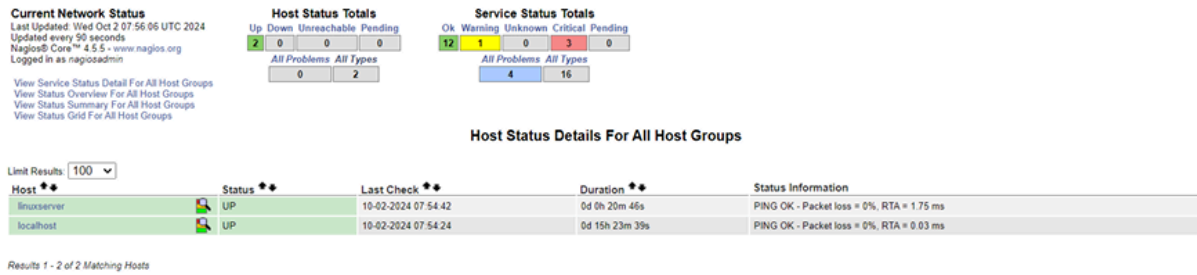 Current Network Status
Last Updated: Wed Oct 2 07:56:06 UTC 2024
Updated every 90 seconds
Nagios® Core™ 4.5.5 - www.nagios.org
Logged in as nagiosadmin
View Service Status Detail For All Host Groups
View Status Overview For All Host Groups
View Status Summary For All Host Groups
View Status Grid For All Host Groups
Host Status Totals
Up Down Unreachable Pending
2 0 0 0
All Problems All Types
0 2
Service Status Totals
Ok Warning Unknown Critical Pending
12 1 0 3 0
All Problems All Types
4 16
Host Status Details For All Host Groups
Limit Results: 100
Host Status Last Check Duration Status Information
linuxserver UP 10-02-2024 07:54:42 0d 0h 20m 46s PING OK - Packet loss = 0%, RTA = 1.75 ms
localhost UP 10-02-2024 07:54:24 0d 15h 23m 39s PING OK - Packet loss = 0%, RTA = 0.03 ms
Results 1 - 2 of 2 Matching Hosts